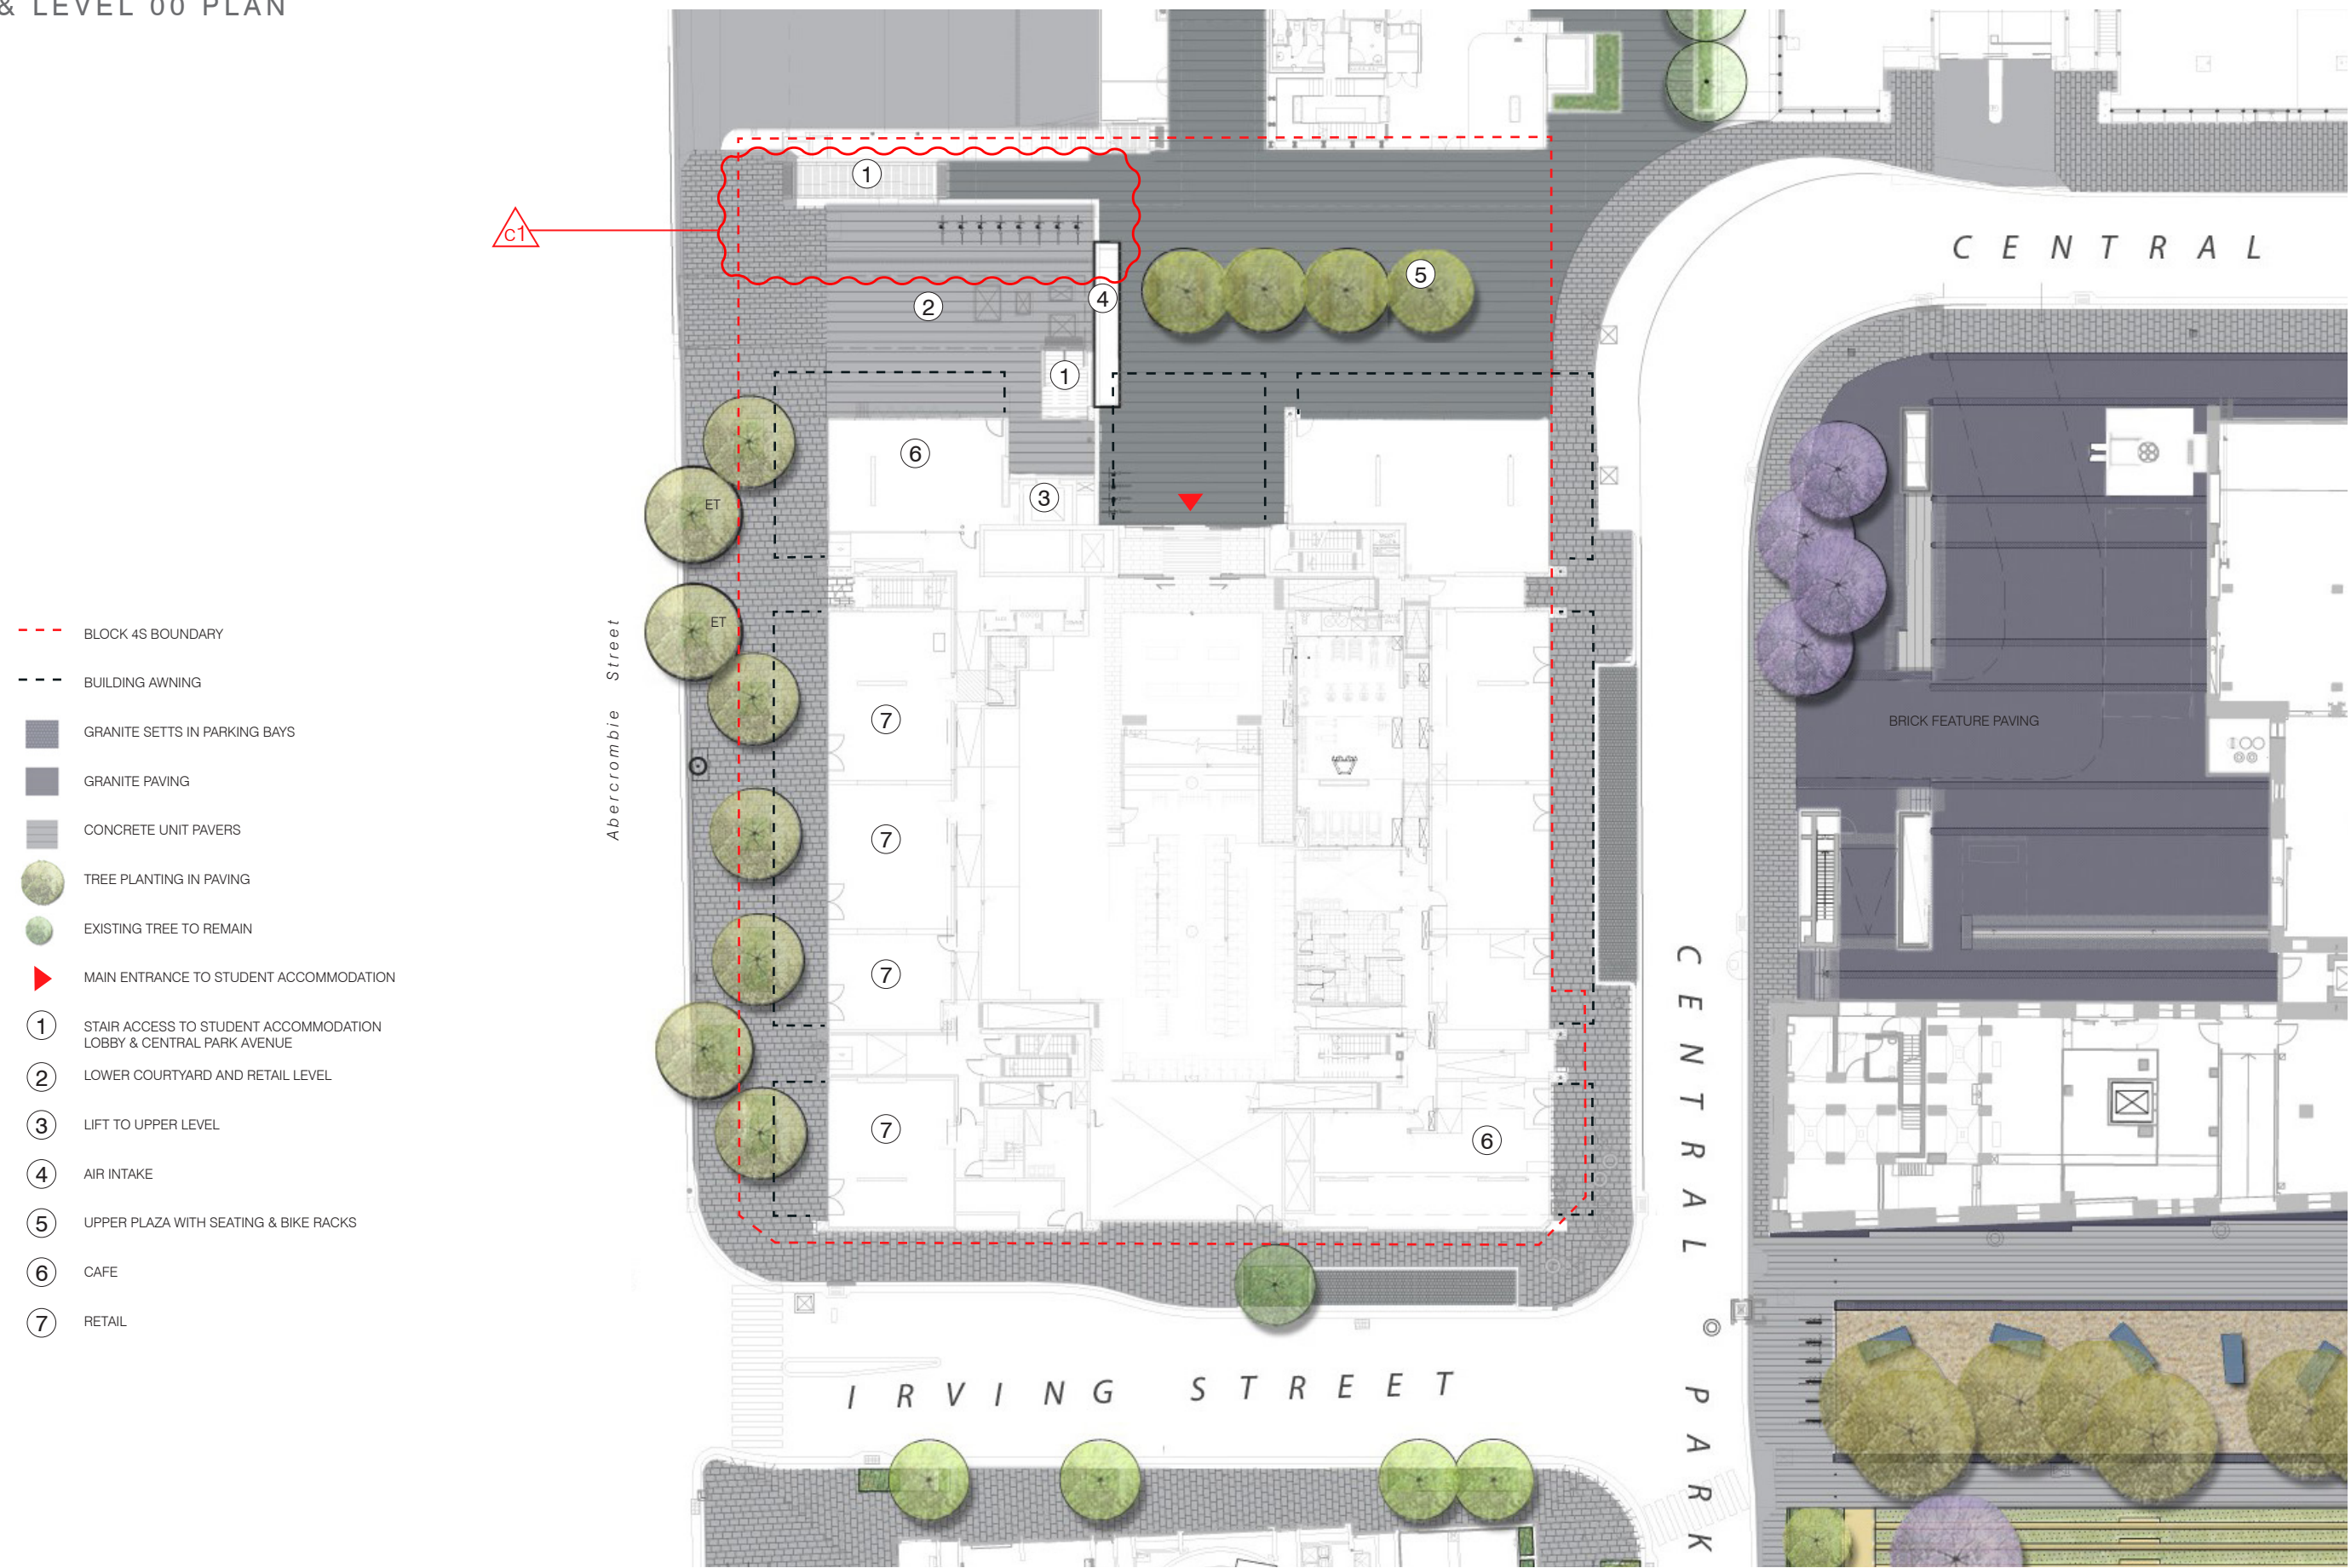 & LEVEL 00 PLAN
c1
1
2
4
5
1
6
3
ET
ET
7
7
7
7
6
Abercrombie Street
CENTRAL
BRICK FEATURE PAVING
CENTRAL PARK
IRVING STREET
BLOCK 4S BOUNDARY
BUILDING AWNING
GRANITE SETTS IN PARKING BAYS
GRANITE PAVING
CONCRETE UNIT PAVERS
TREE PLANTING IN PAVING
EXISTING TREE TO REMAIN
MAIN ENTRANCE TO STUDENT ACCOMMODATION
1 STAIR ACCESS TO STUDENT ACCOMMODATION
LOBBY & CENTRAL PARK AVENUE
2 LOWER COURTYARD AND RETAIL LEVEL
3 LIFT TO UPPER LEVEL
4 AIR INTAKE
5 UPPER PLAZA WITH SEATING & BIKE RACKS
6 CAFE
7 RETAIL